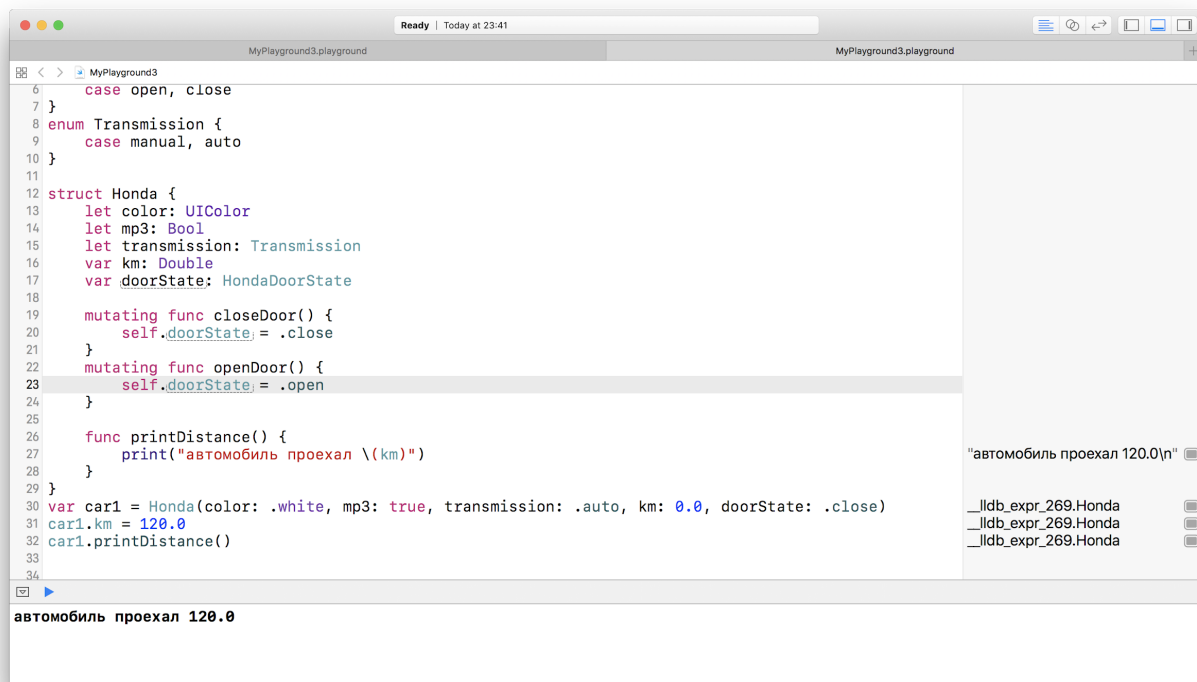 Ready | Today at 23:41
MyPlayground3.playground MyPlayground3.playground
MyPlayground3
6     case open, close
7 }
8 enum Transmission {
9     case manual, auto
10 }
11
12 struct Honda {
13     let color: UIColor
14     let mp3: Bool
15     let transmission: Transmission
16     var km: Double
17     var doorState: HondaDoorState
18
19     mutating func closeDoor() {
20         self.doorState = .close
21     }
22     mutating func openDoor() {
23         self.doorState = .open
24     }
25
26     func printDistance() {
27         print("автомобиль проехал \(km)") "автомобиль проехал 120.0\n"
28     }
29 }
30 var car1 = Honda(color: .white, mp3: true, transmission: .auto, km: 0.0, doorState: .close) __lldb_expr_269.Honda
31 car1.km = 120.0 __lldb_expr_269.Honda
32 car1.printDistance() __lldb_expr_269.Honda
33
34
автомобиль проехал 120.0